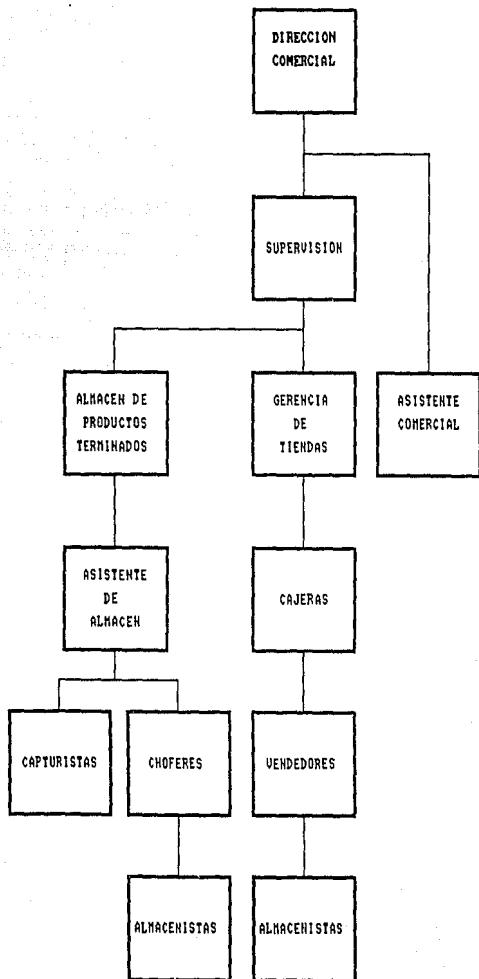 DIRECCION
COMERCIAL
SUPERVISION
ALMACEN DE
PRODUCTOS
TERMINADOS
GERENCIA
DE
TIENDAS
ASISTENTE
COMERCIAL
ASISTENTE
DE
ALMACEN
CAJERAS
CAPTURISTAS
CHOFERES
VENDEDORES
ALMACENISTAS
ALMACENISTAS